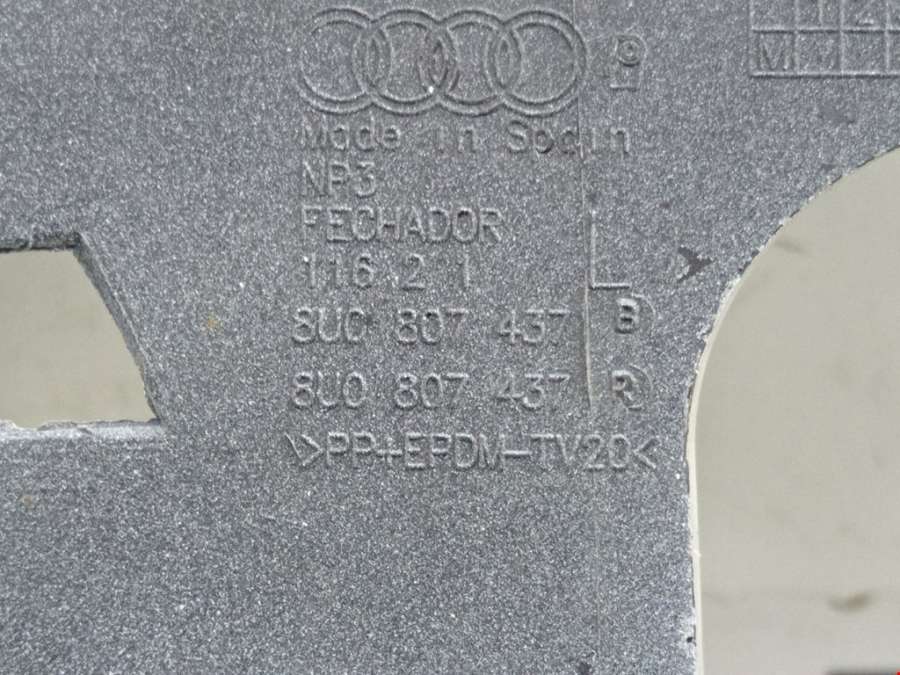 Made in Spain
NP3
FECHADOR
116 2 1
L
8U0 807 437 B
8U0 807 437 R
>PP+EPDM-TV20<
M